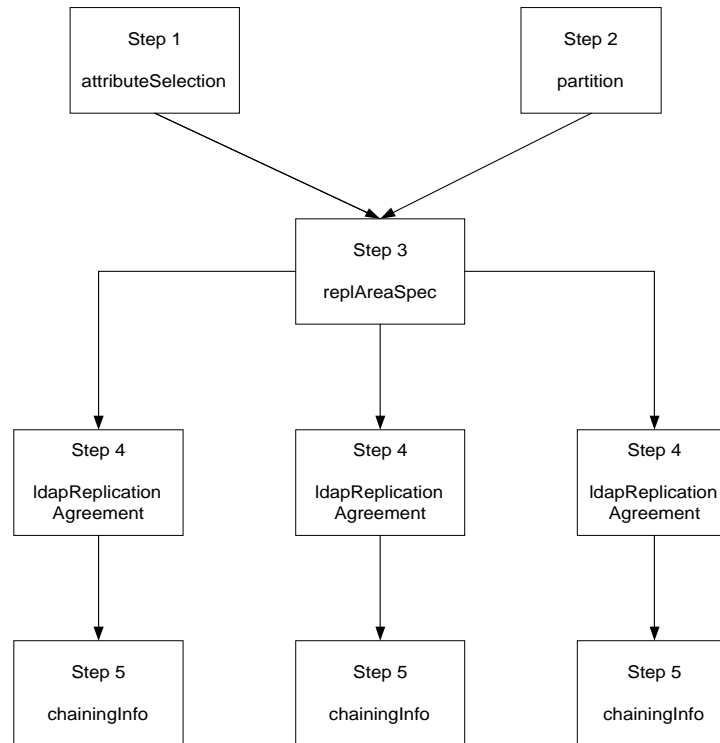 Step 1
attributeSelection
Step 2
partition
Step 3
replAreaSpec
Step 4
ldapReplication
Agreement
Step 4
ldapReplication
Agreement
Step 4
ldapReplication
Agreement
Step 5
chainingInfo
Step 5
chainingInfo
Step 5
chainingInfo